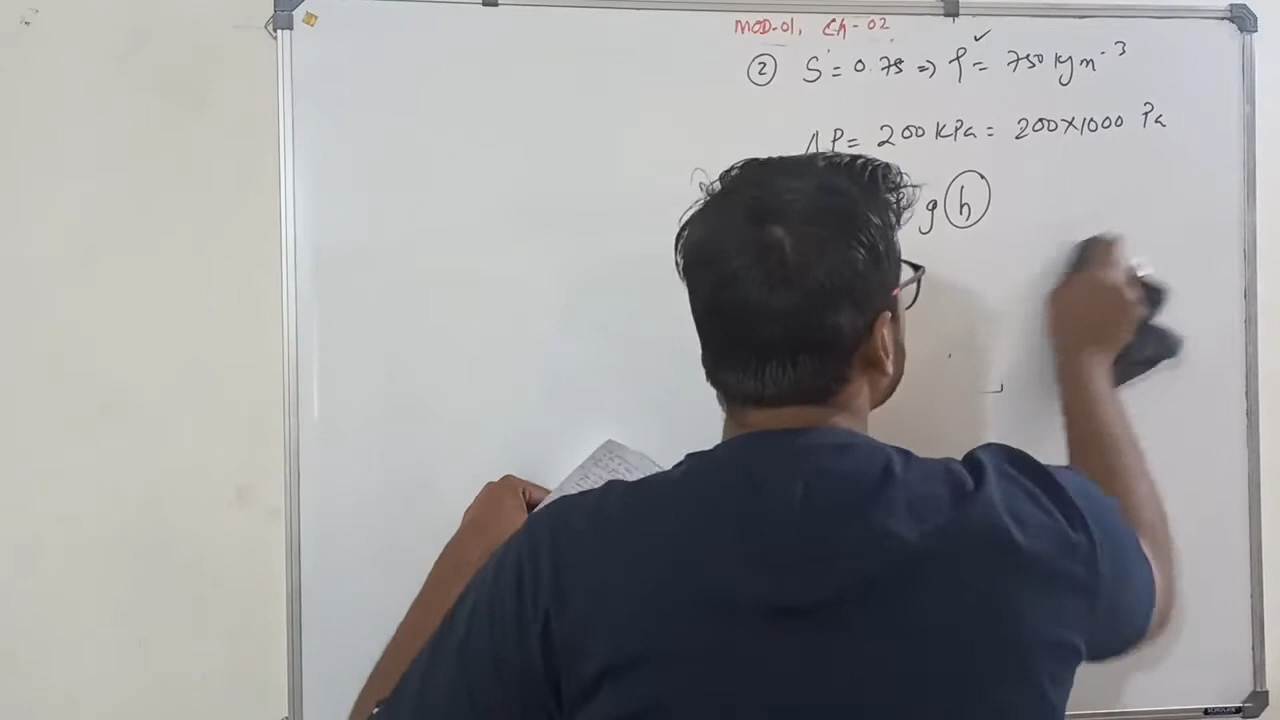 MOD-01, Ch-02
② S = 0.75 ⇒ ρ = 750 kg m⁻³ ✓
ΔP = 200 KPa = 200×1000 Pa
ρ g h